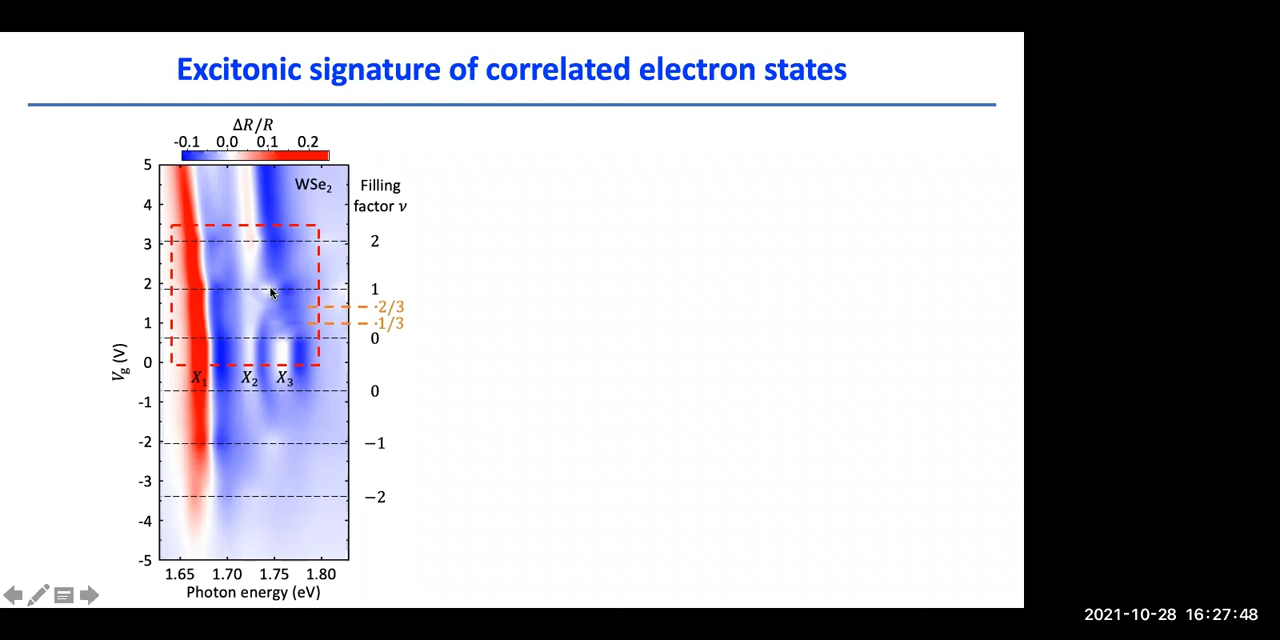 Excitonic signature of correlated electron states
ΔR/R
-0.1 0.0 0.1 0.2
5
4
3
2
1
0
-1
-2
-3
-4
-5
V_g (V)
WSe₂
X₁ X₂ X₃
Filling
factor ν
2
1
2/3
1/3
0
0
−1
−2
1.65 1.70 1.75 1.80
Photon energy (eV)
2021-10-28 16:27:48